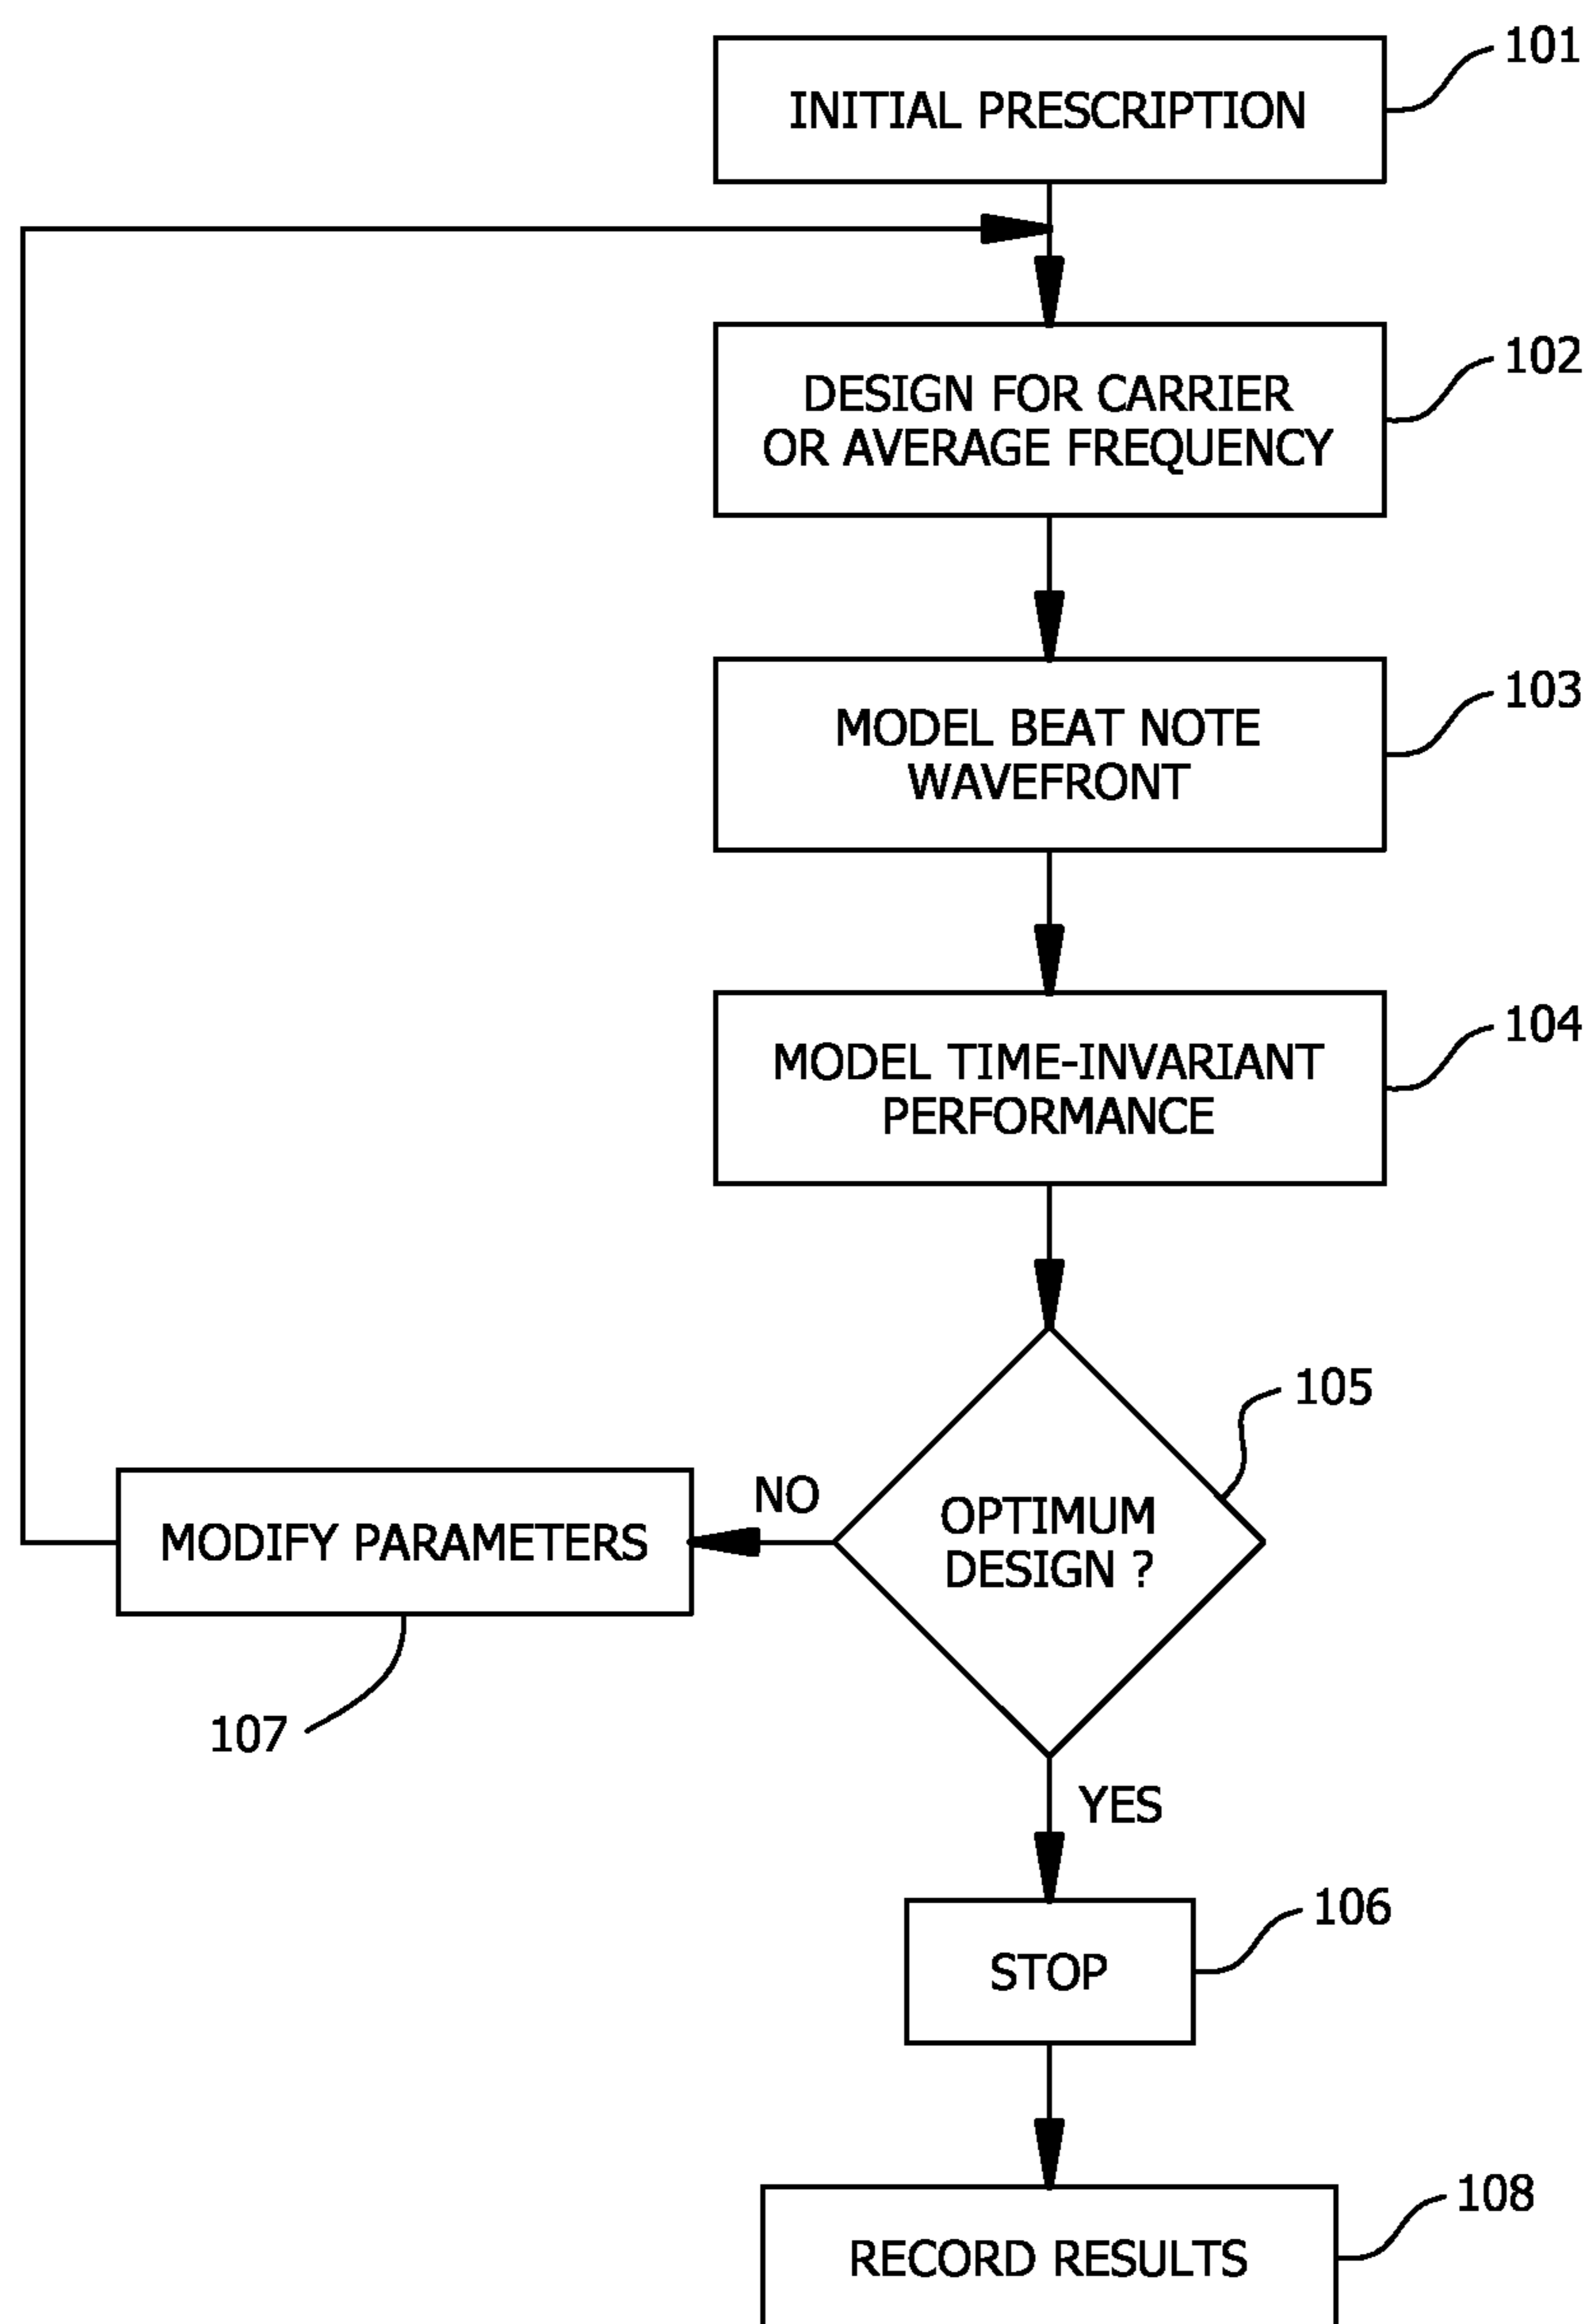 INITIAL PRESCRIPTION
101
DESIGN FOR CARRIER
OR AVERAGE FREQUENCY
102
MODEL BEAT NOTE
WAVEFRONT
103
MODEL TIME-INVARIANT
PERFORMANCE
104
OPTIMUM
DESIGN ?
105
NO
MODIFY PARAMETERS
107
YES
STOP
106
RECORD RESULTS
108